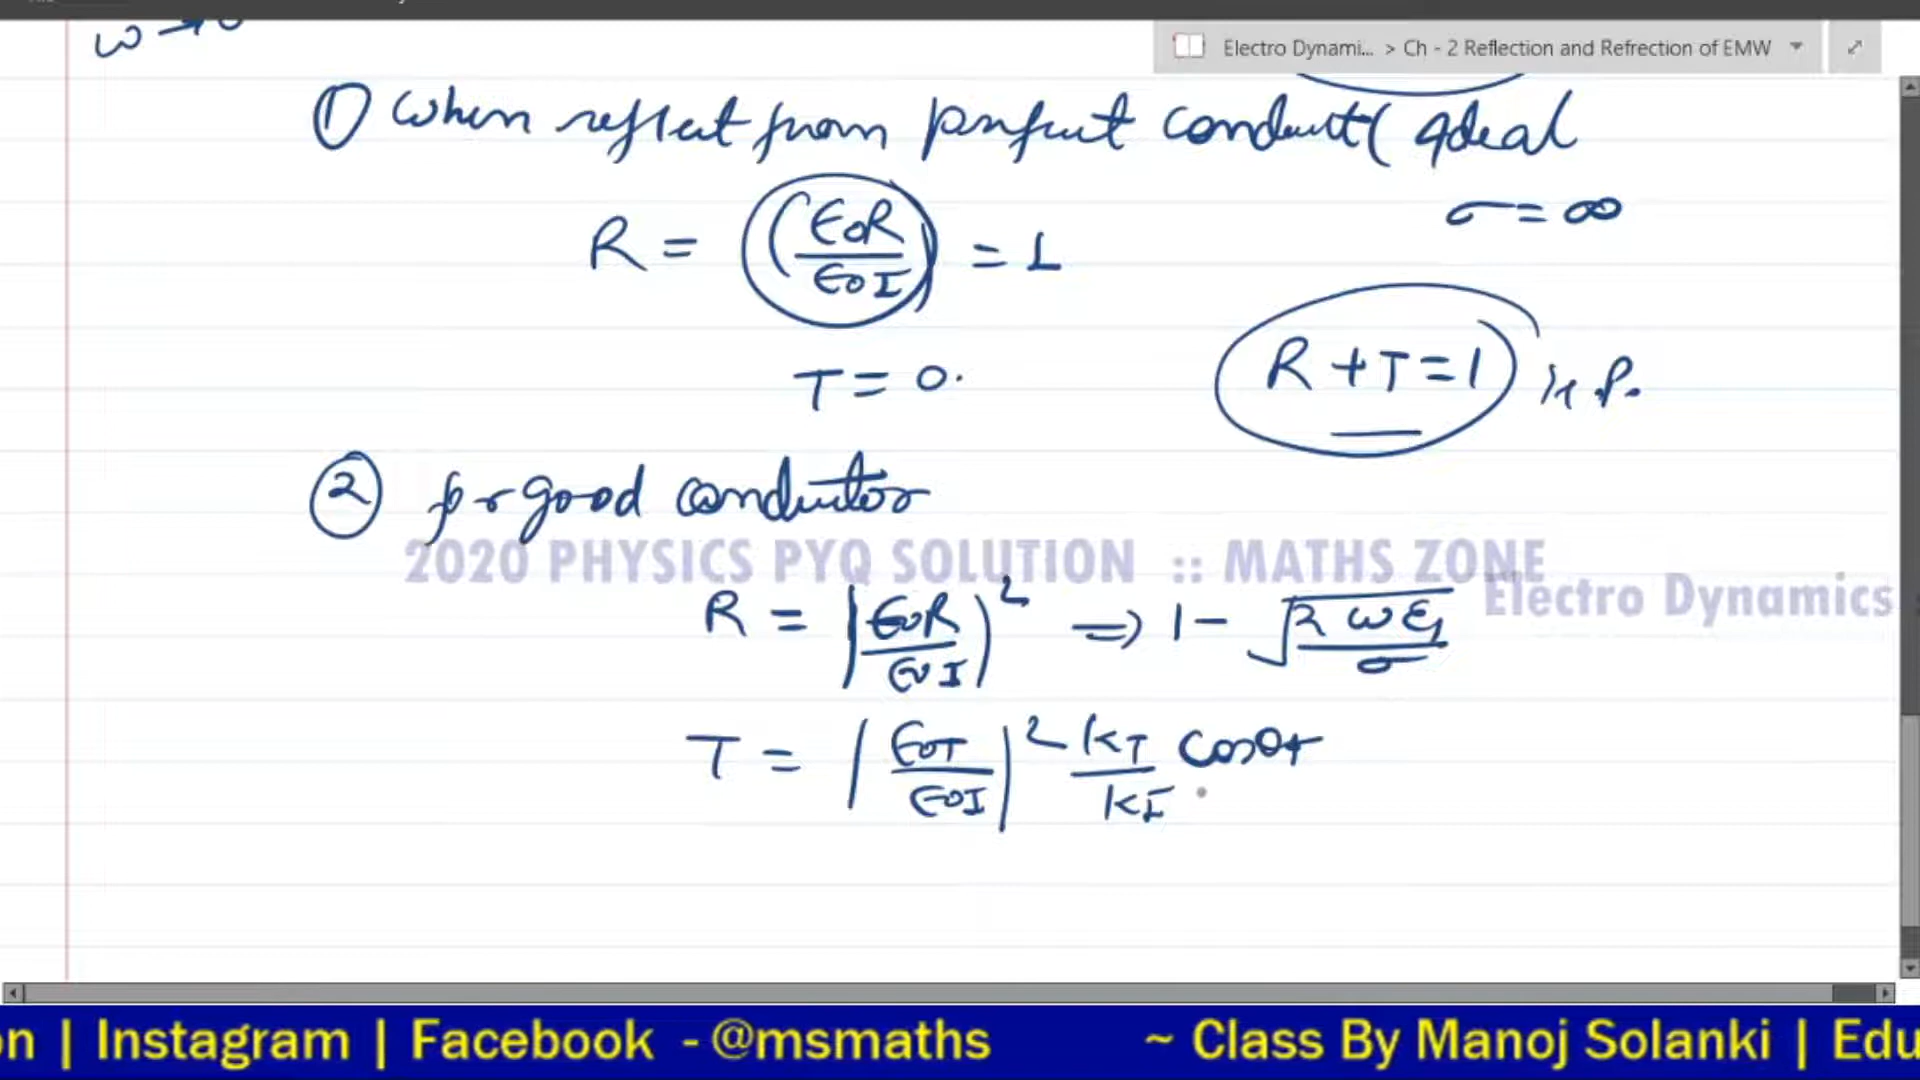 Electro Dynami... > Ch - 2 Reflection and Refrection of EMW
① when reflect from perfect conduct( Ideal
σ = ∞
R = (E0R/E0I) = 1
T = 0.
R + T = 1
② for good conductor
2020 PHYSICS PYQ SOLUTION :: MATHS ZONE
Electro Dynamics
R = |E0R/E0I|² ⇒ 1 - √(2ωε1/σ)
T = |E0T/E0I|² KT/KI cosθT
on | Instagram | Facebook - @msmaths ~ Class By Manoj Solanki | Edu